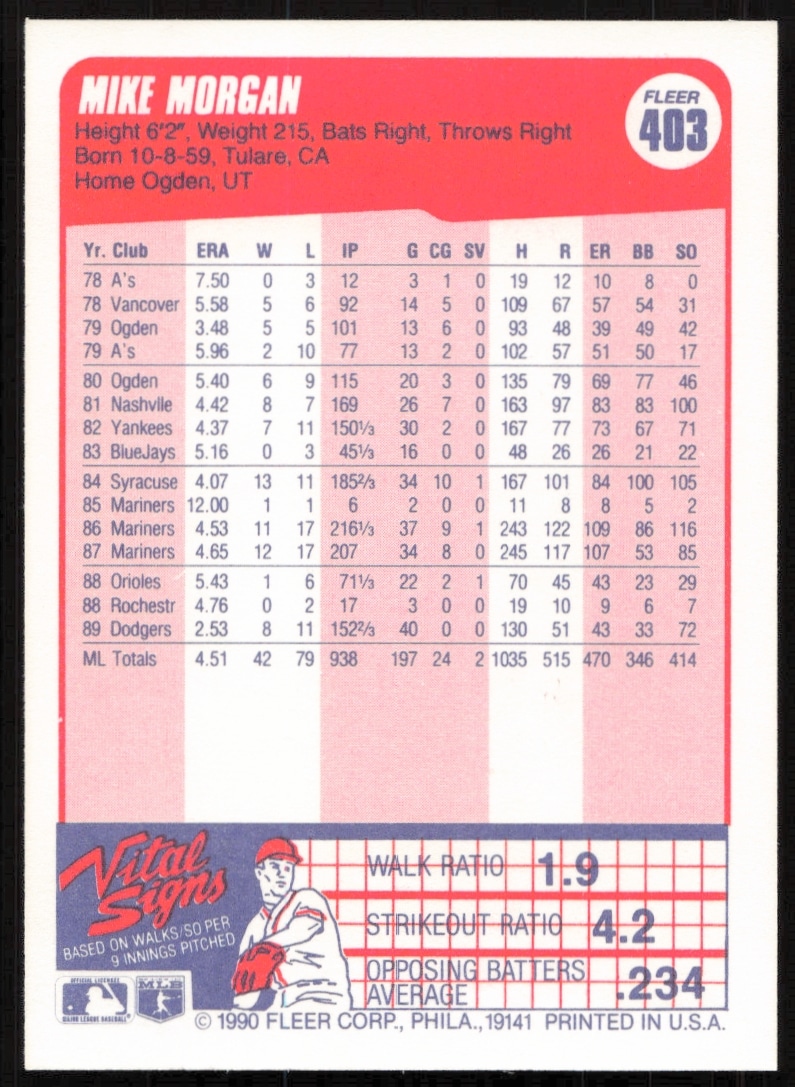 MIKE MORGAN
FLEER
403
Height 6'2", Weight 215, Bats Right, Throws Right
Born 10-8-59, Tulare, CA
Home Ogden, UT
Yr. Club ERA W L IP G CG SV H R ER BB SO
78 A's 7.50 0 3 12 3 1 0 19 12 10 8 0
78 Vancover 5.58 5 6 92 14 5 0 109 67 57 54 31
79 Ogden 3.48 5 5 101 13 6 0 93 48 39 49 42
79 A's 5.96 2 10 77 13 2 0 102 57 51 50 17
80 Ogden 5.40 6 9 115 20 3 0 135 79 69 77 46
81 Nashvlle 4.42 8 7 169 26 7 0 163 97 83 83 100
82 Yankees 4.37 7 11 150⅓ 30 2 0 167 77 73 67 71
83 BlueJays 5.16 0 3 45⅓ 16 0 0 48 26 26 21 22
84 Syracuse 4.07 13 11 185⅔ 34 10 1 167 101 84 100 105
85 Mariners 12.00 1 1 6 2 0 0 11 8 8 5 2
86 Mariners 4.53 11 17 216⅓ 37 9 1 243 122 109 86 116
87 Mariners 4.65 12 17 207 34 8 0 245 117 107 53 85
88 Orioles 5.43 1 6 71⅓ 22 2 1 70 45 43 23 29
88 Rochestr 4.76 0 2 17 3 0 0 19 10 9 6 7
89 Dodgers 2.53 8 11 152⅔ 40 0 0 130 51 43 33 72
ML Totals 4.51 42 79 938 197 24 2 1035 515 470 346 414
Vital
Signs
BASED ON WALKS/SO PER
9 INNINGS PITCHED
WALK RATIO 1.9
STRIKEOUT RATIO 4.2
OPPOSING BATTERS
AVERAGE .234
OFFICIAL LICENSEE
MAJOR LEAGUE BASEBALL
MLB
© 1990 FLEER CORP., PHILA., 19141 PRINTED IN U.S.A.